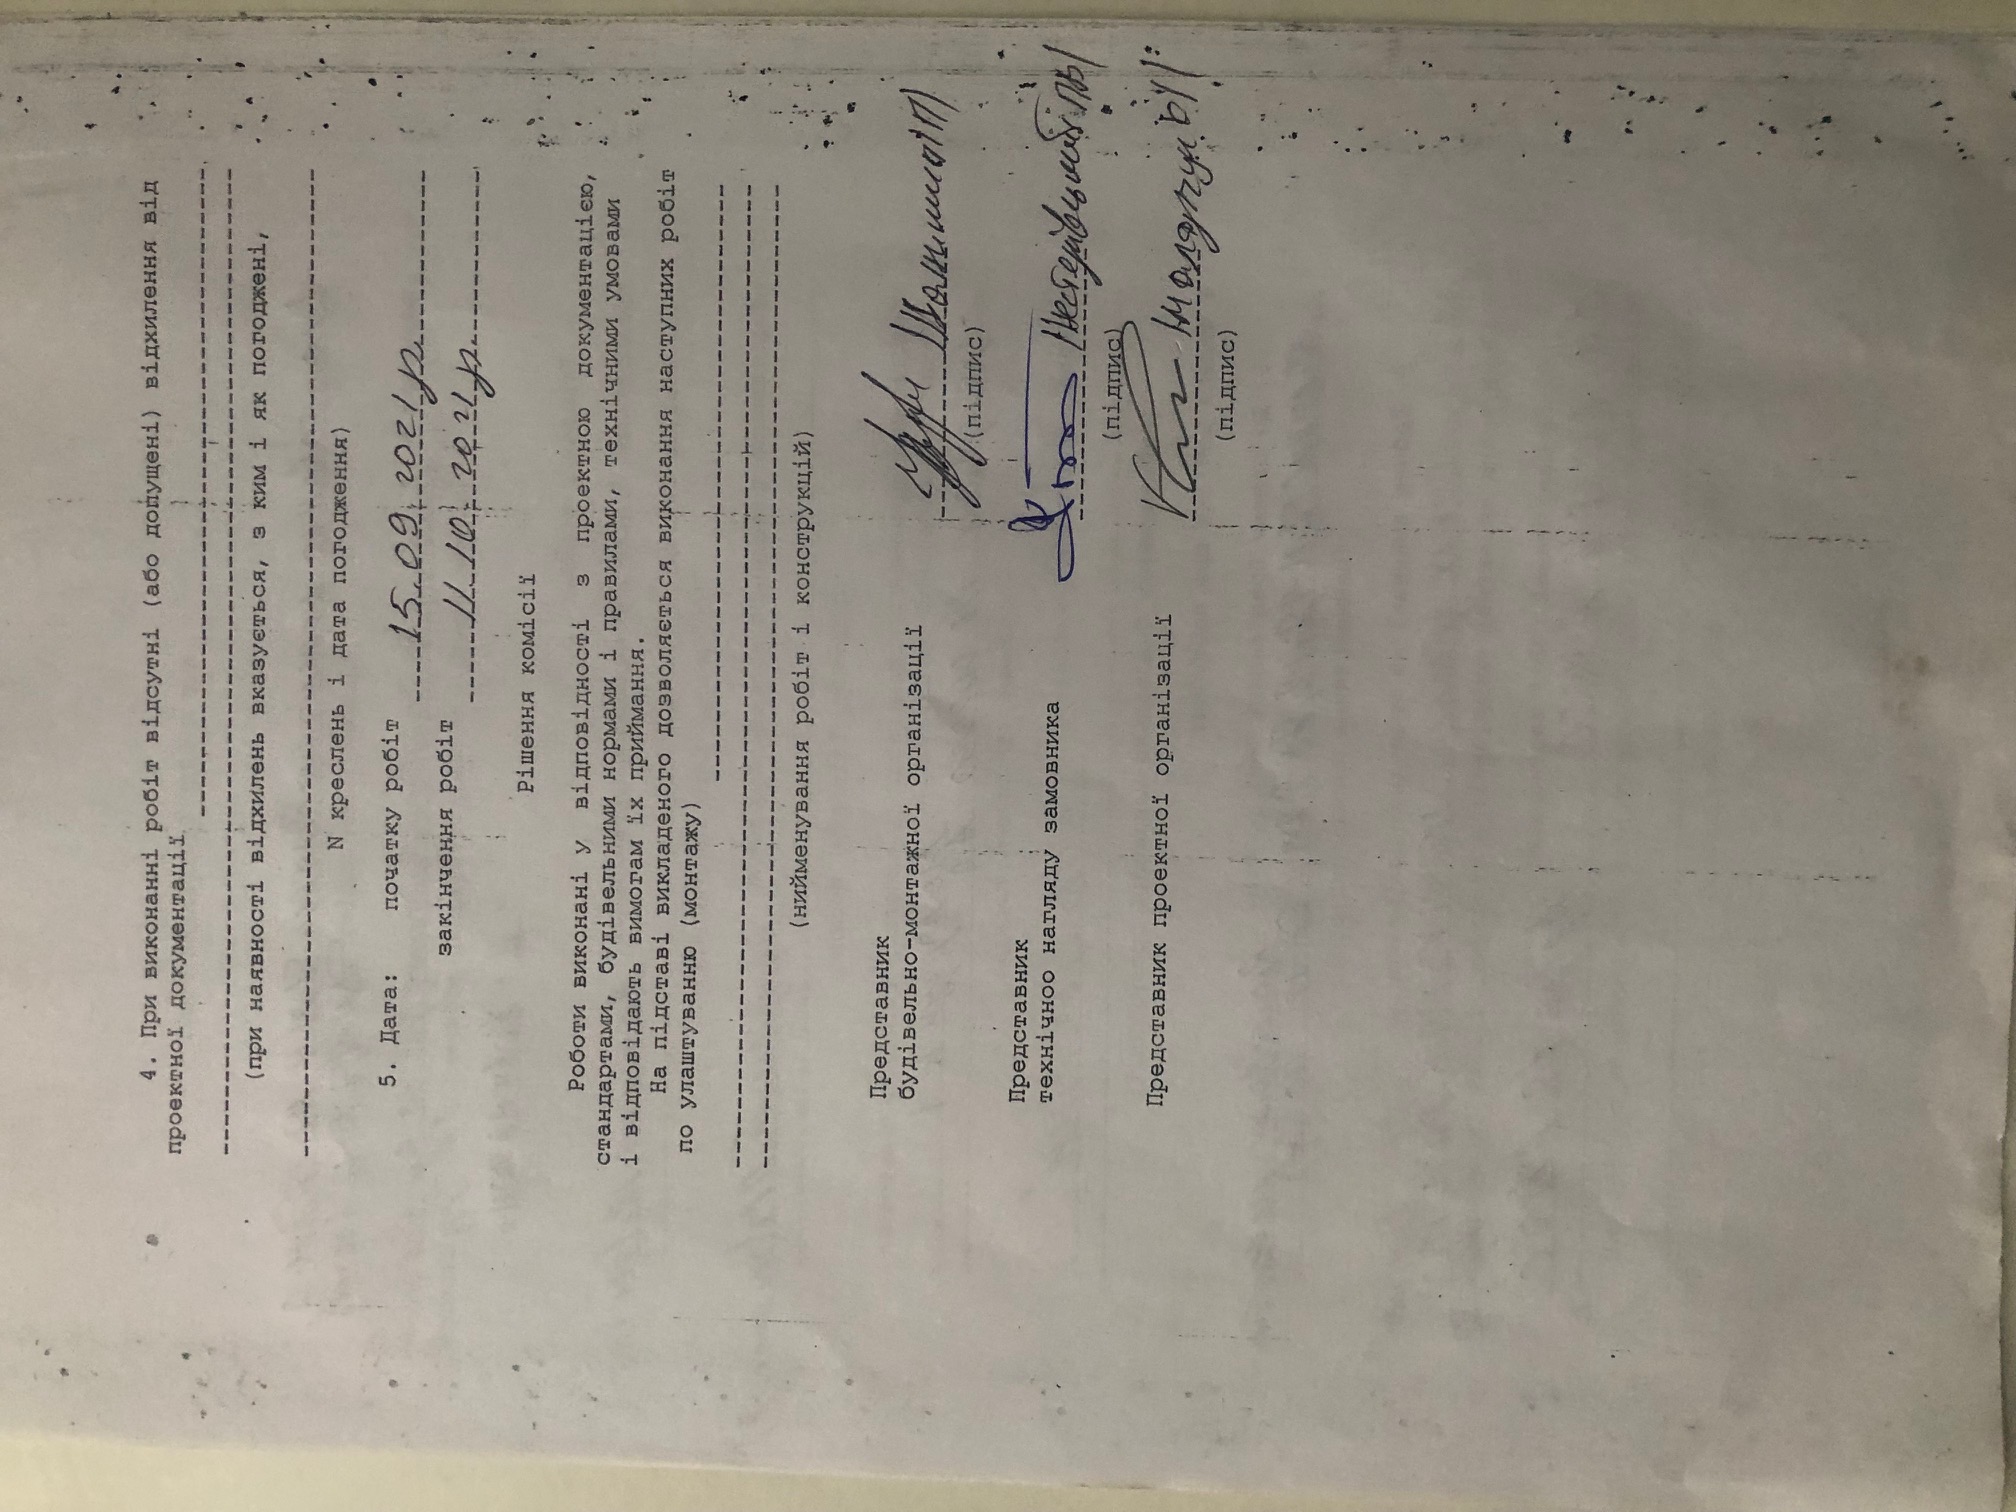 4. При виконанні робіт відсутні (або допущені) відхилення від
проектної документації
(при наявності відхилень вказується, з ким і як погоджені,
N креслень і дата погодження)
5. Дата: початку робіт 15.09.2021р.
закінчення робіт 11.10.2021р.
Рішення комісії
Роботи виконані у відповідності з проектною документацією,
стандартами, будівельними нормами і правилами, технічними умовами
і відповідають вимогам їх приймання.
На підставі викладеного дозволяється виконання наступних робіт
по улаштуванню (монтажу)
(нийменування робіт і конструкцій)
Представник
будівельно-монтажної організації
(підпис)
Представник
технічноо нагляду замовника
(підпис)
Представник проектної організації
(підпис)